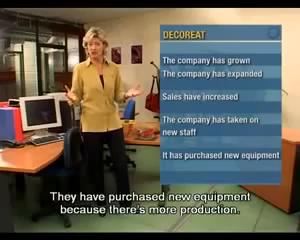 DECOREAT
The company has grown
The company has expanded
Sales have increased
The company has taken on
new staff
It has purchased new equipment
They have purchased new equipment
because there's more production.